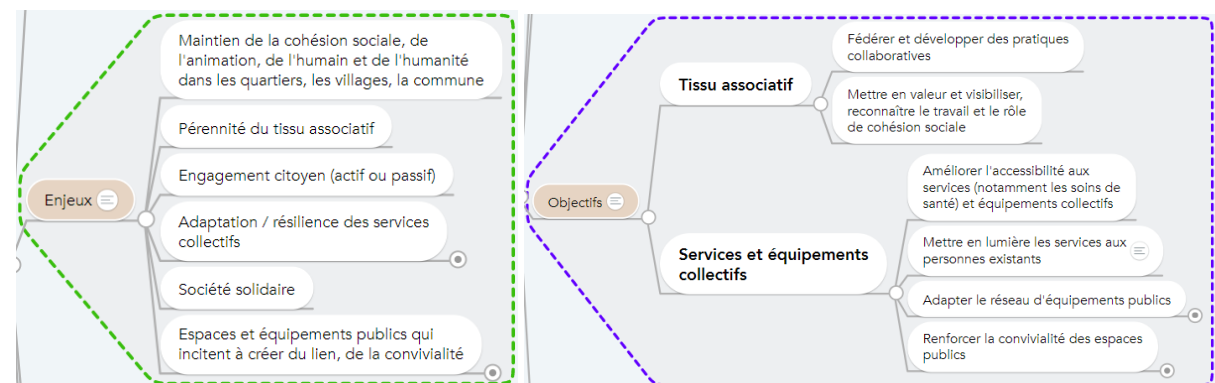 Maintien de la cohésion sociale, de
l'animation, de l'humain et de l'humanité
dans les quartiers, les villages, la commune
Pérennité du tissu associatif
Engagement citoyen (actif ou passif)
Enjeux
Adaptation / résilience des services
collectifs
Société solidaire
Espaces et équipements publics qui
incitent à créer du lien, de la convivialité
Objectifs
Tissu associatif
Fédérer et développer des pratiques
collaboratives
Mettre en valeur et visibiliser,
reconnaître le travail et le rôle
de cohésion sociale
Services et équipements
collectifs
Améliorer l'accessibilité aux
services (notamment les soins de
santé) et équipements collectifs
Mettre en lumière les services aux
personnes existants
Adapter le réseau d'équipements publics
Renforcer la convivialité des espaces
publics